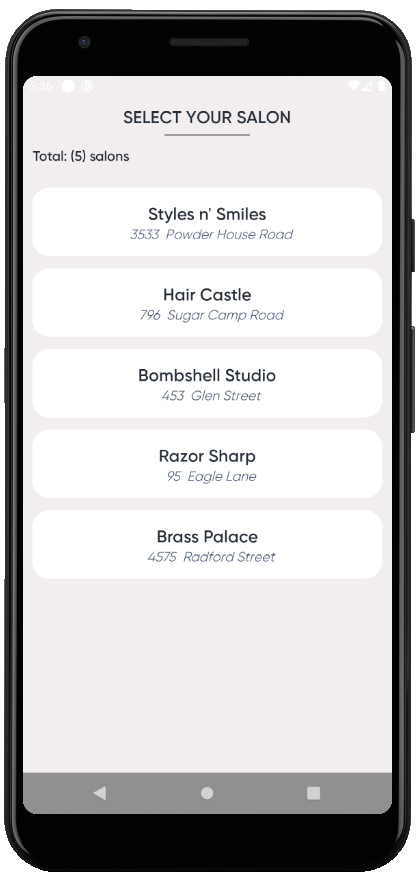 5:36
SELECT YOUR SALON
Total: (5) salons
Styles n' Smiles
3533 Powder House Road
Hair Castle
796 Sugar Camp Road
Bombshell Studio
453 Glen Street
Razor Sharp
95 Eagle Lane
Brass Palace
4575 Radford Street